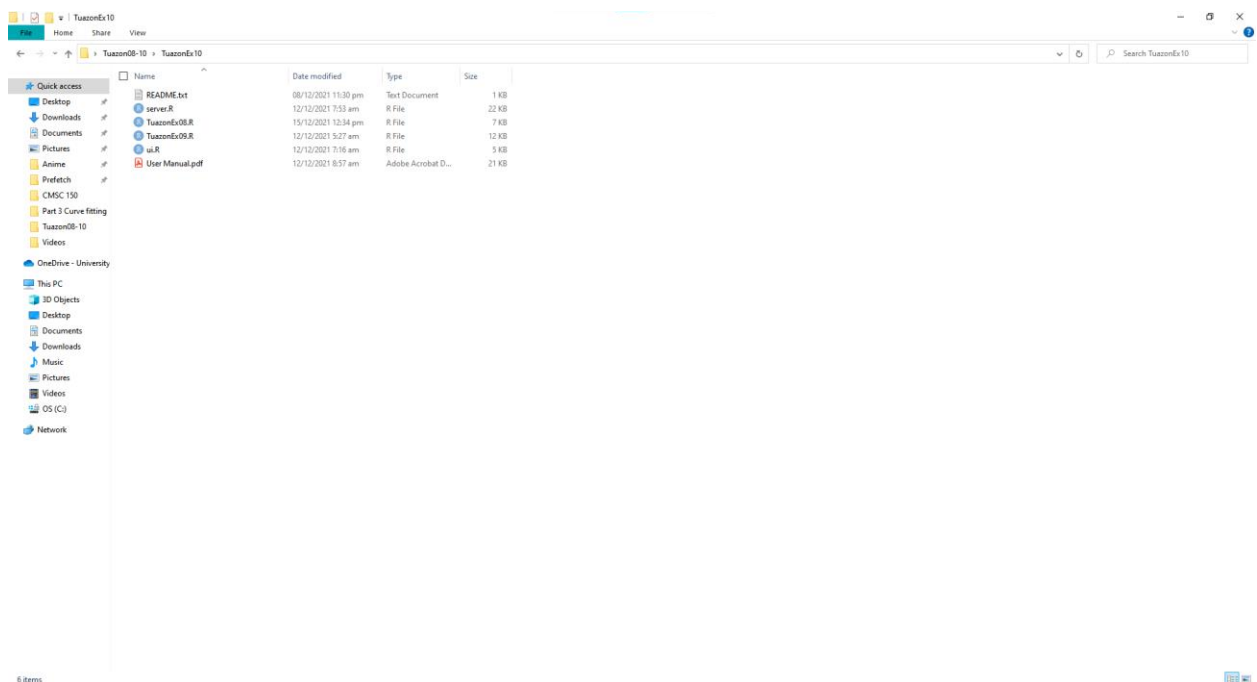 TuazonEx10
File Home Share View
Tuazon08-10 › TuazonEx10
Search TuazonEx10
Name Date modified Type Size
README.txt 08/12/2021 11:30 pm Text Document 1 KB
server.R 12/12/2021 7:53 am R File 22 KB
TuazonEx08.R 15/12/2021 12:34 pm R File 7 KB
TuazonEx09.R 12/12/2021 5:27 am R File 12 KB
ui.R 12/12/2021 7:16 am R File 5 KB
User Manual.pdf 12/12/2021 8:57 am Adobe Acrobat D... 21 KB
Quick access
Desktop
Downloads
Documents
Pictures
Anime
Prefetch
CMSC 150
Part 3 Curve fitting
Tuazon08-10
Videos
OneDrive - University
This PC
3D Objects
Desktop
Documents
Downloads
Music
Pictures
Videos
OS (C:)
Network
6 items